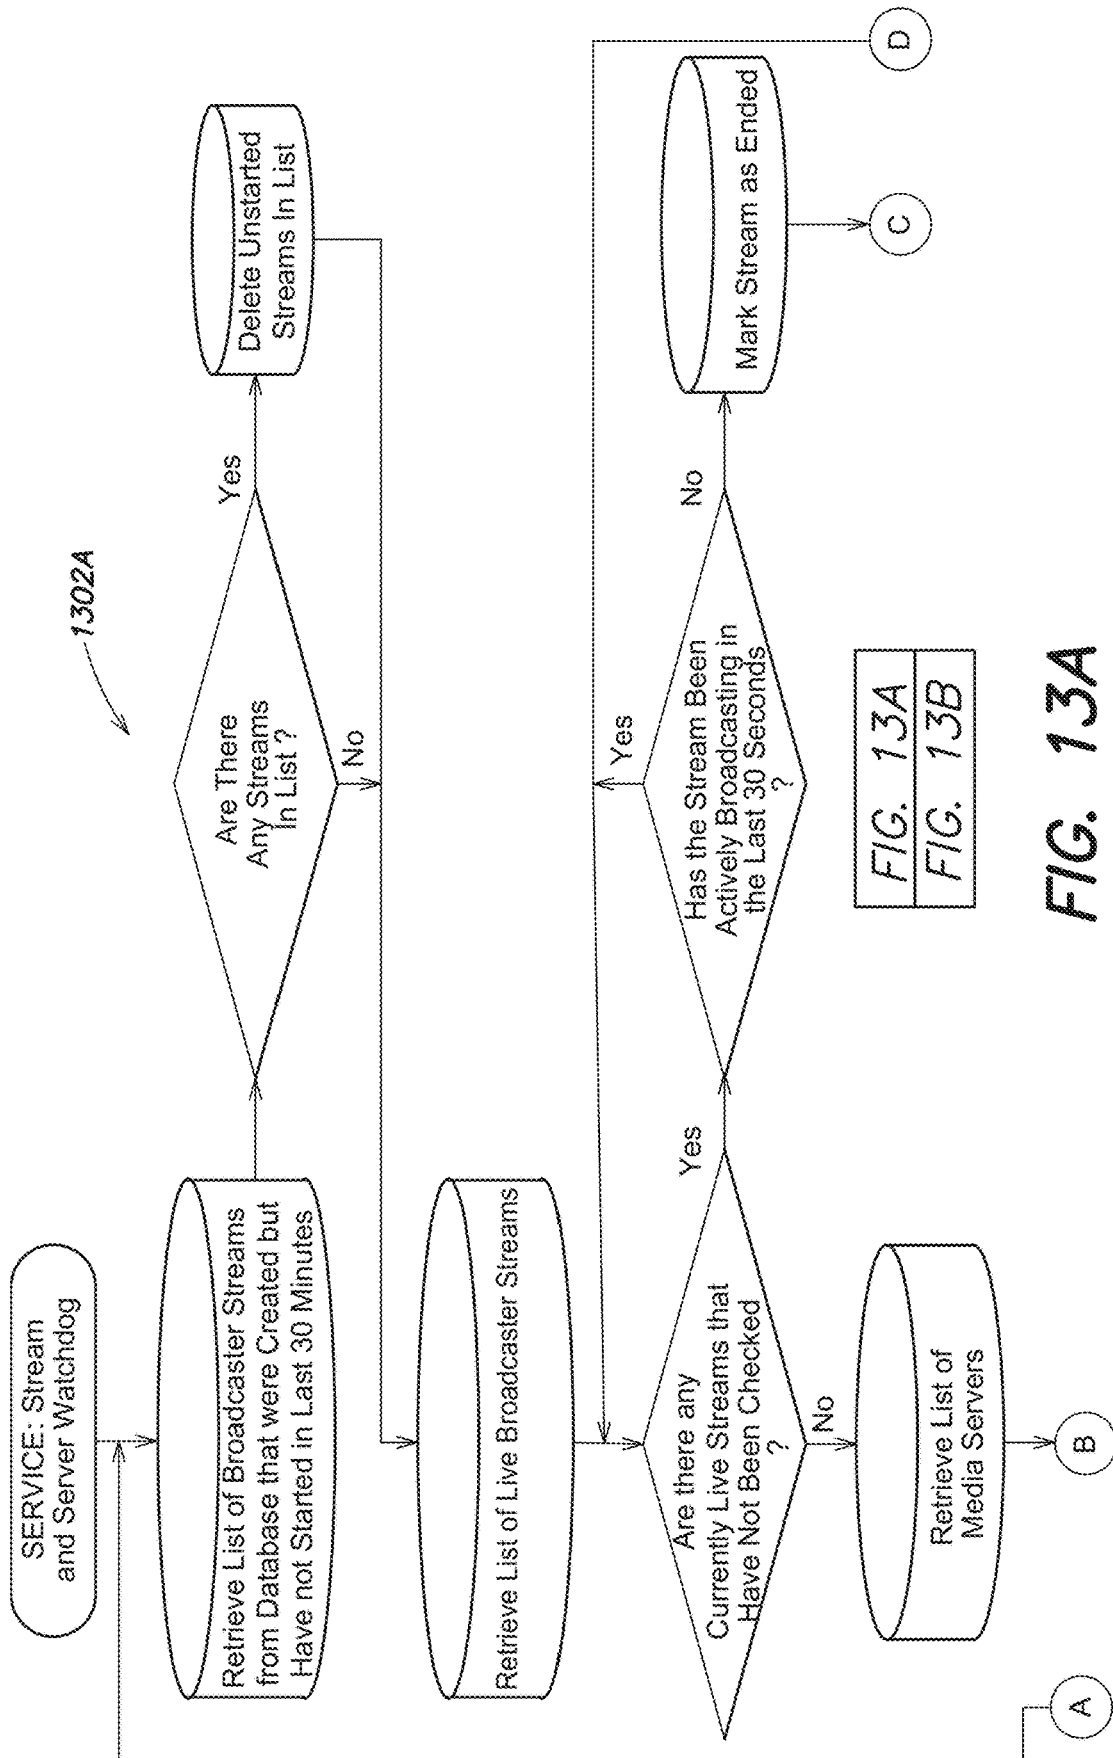 SERVICE: Stream
and Server Watchdog
1302A
Retrieve List of Broadcaster Streams
from Database that were Created but
Have not Started in Last 30 Minutes
Are There
Any Streams
In List ?
Yes
No
Delete Unstarted
Streams In List
Retrieve List of Live Broadcaster Streams
Are there any
Currently Live Streams that
Have Not Been Checked
?
Yes
No
Has the Stream Been
Actively Broadcasting in
the Last 30 Seconds
?
Yes
No
Mark Stream as Ended
Retrieve List of
Media Servers
A
B
C
D
FIG. 13A
FIG. 13B
FIG. 13A